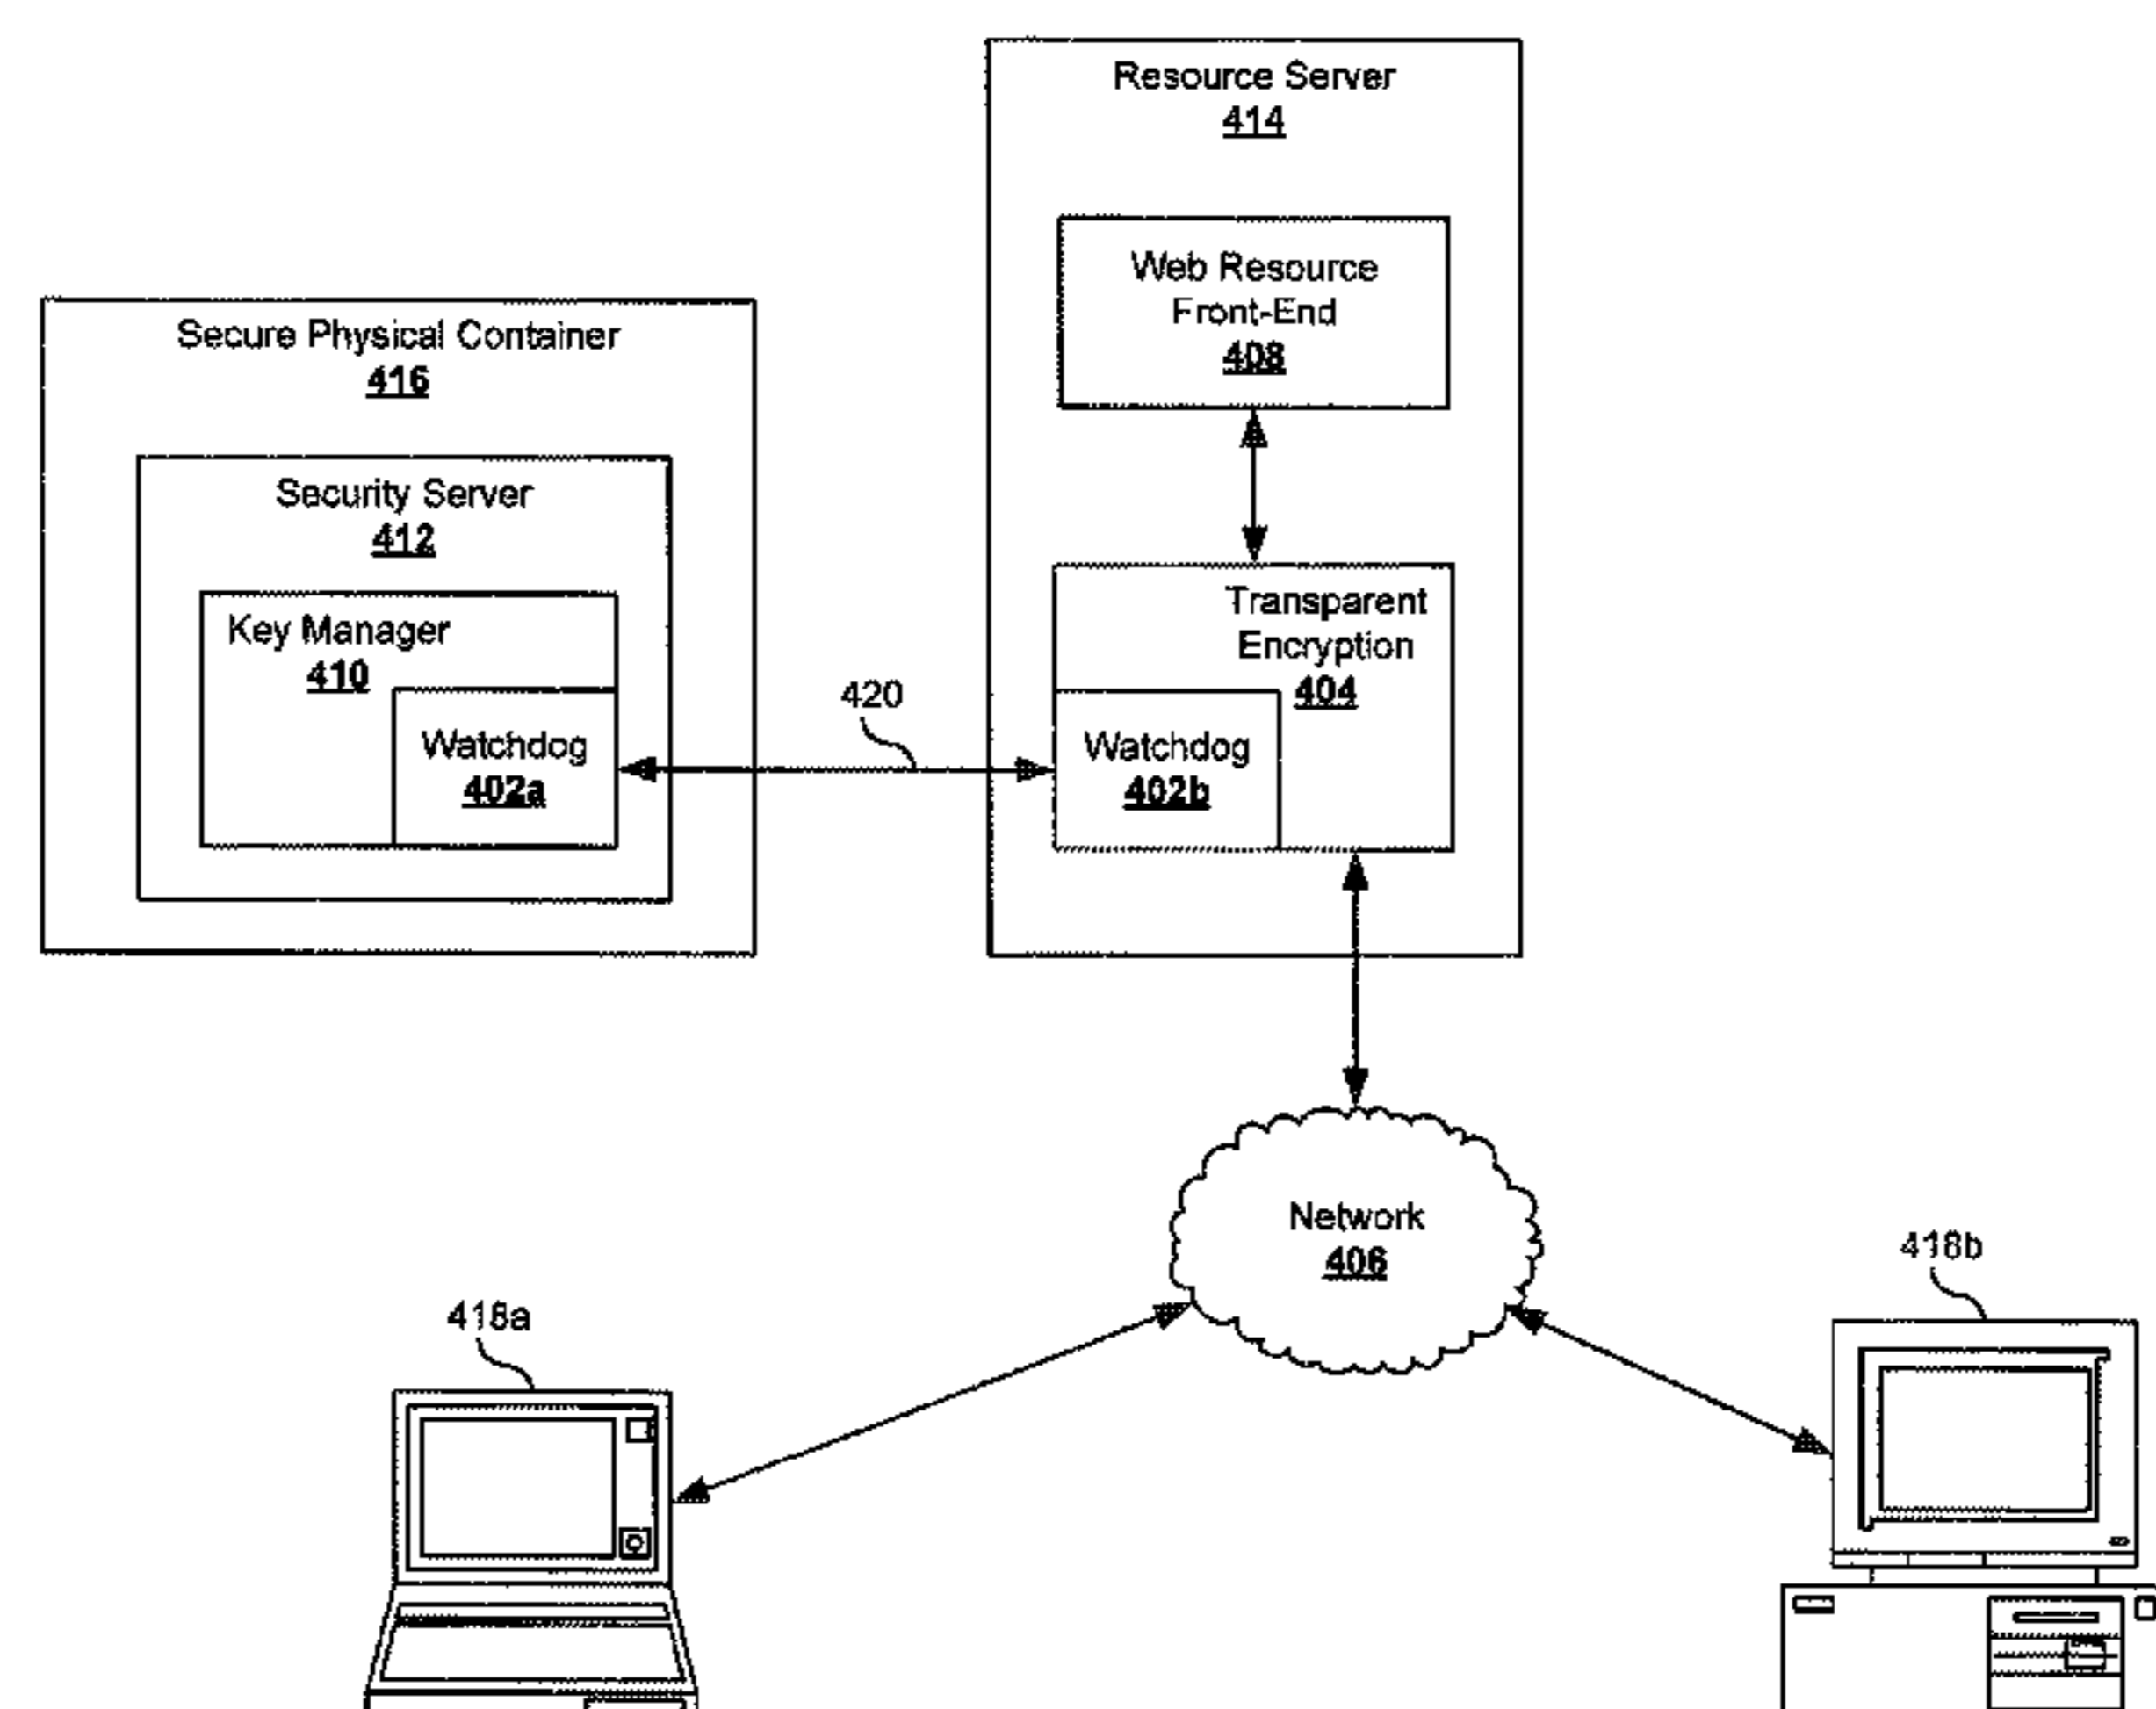 Resource Server
414
Web Resource
Front-End
408
Secure Physical Container
416
Security Server
412
Key Manager
410
Watchdog
402a
420
Transparent
Encryption
404
Watchdog
402b
Network
406
418a
418b